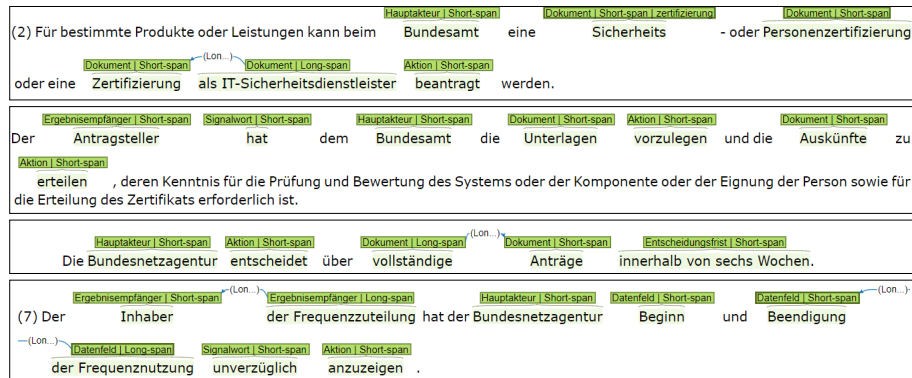 Hauptakteur | Short-span Dokument | Short-span | zertifizierung Dokument | Short-span
(2) Für bestimmte Produkte oder Leistungen kann beim Bundesamt eine Sicherheits - oder Personenzertifizierung
Dokument | Short-span (Lon...) Dokument | Long-span Aktion | Short-span
oder eine Zertifizierung als IT-Sicherheitsdienstleister beantragt werden.
Ergebnisempfänger | Short-span Signalwort | Short-span Hauptakteur | Short-span Dokument | Short-span Aktion | Short-span Dokument | Short-span
Der Antragsteller hat dem Bundesamt die Unterlagen vorzulegen und die Auskünfte zu
Aktion | Short-span
erteilen , deren Kenntnis für die Prüfung und Bewertung des Systems oder der Komponente oder der Eignung der Person sowie für
die Erteilung des Zertifikats erforderlich ist.
Hauptakteur | Short-span Aktion | Short-span Dokument | Long-span (Lon...) Dokument | Short-span Entscheidungsfrist | Short-span
Die Bundesnetzagentur entscheidet über vollständige Anträge innerhalb von sechs Wochen.
Ergebnisempfänger | Short-span (Lon...) Ergebnisempfänger | Long-span Hauptakteur | Short-span Datenfeld | Short-span Datenfeld | Short-span (Lon...)
(7) Der Inhaber der Frequenzzuteilung hat der Bundesnetzagentur Beginn und Beendigung
(Lon...) Datenfeld | Long-span Signalwort | Short-span Aktion | Short-span
der Frequenznutzung unverzüglich anzuzeigen .